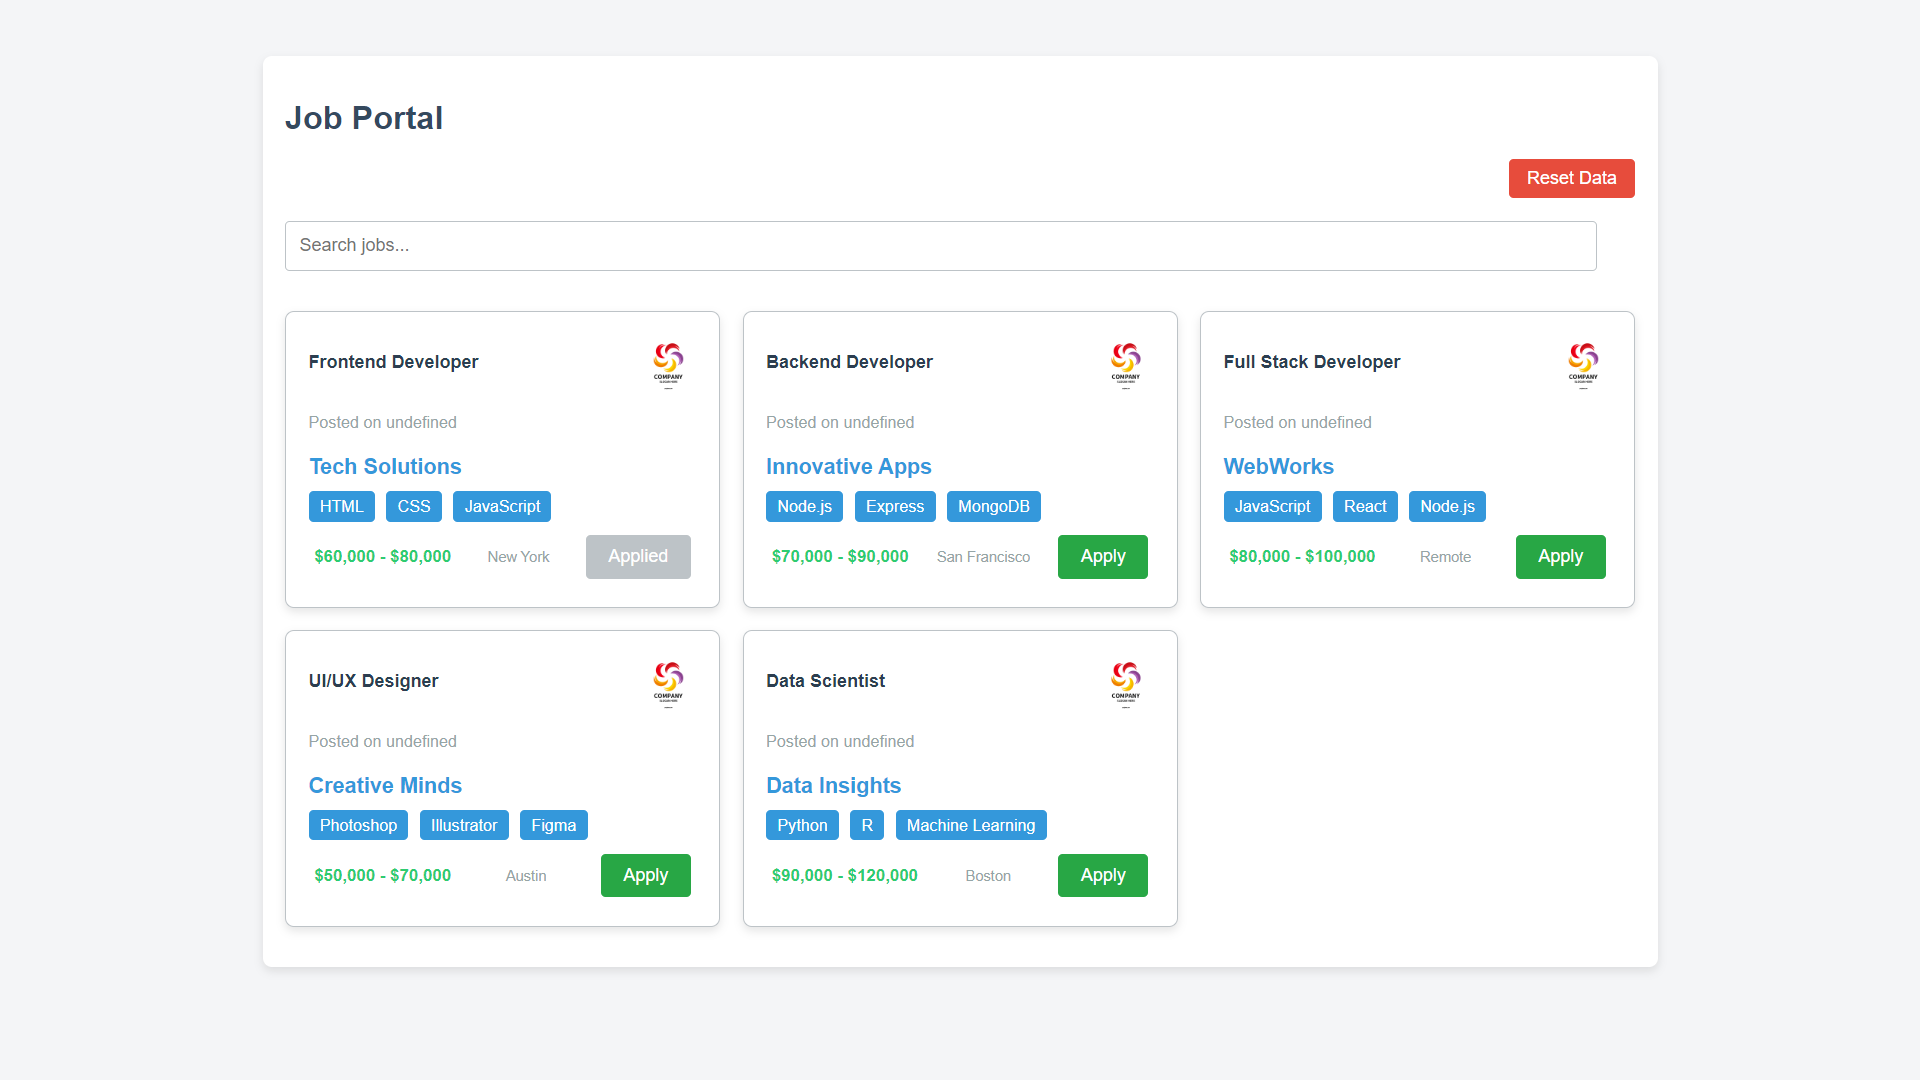 Job Portal
Reset Data
Search jobs...
Frontend Developer
COMPANY
Posted on undefined
Tech Solutions
HTML CSS JavaScript
$60,000 - $80,000 New York Applied
Backend Developer
COMPANY
Posted on undefined
Innovative Apps
Node.js Express MongoDB
$70,000 - $90,000 San Francisco Apply
Full Stack Developer
COMPANY
Posted on undefined
WebWorks
JavaScript React Node.js
$80,000 - $100,000 Remote Apply
UI/UX Designer
COMPANY
Posted on undefined
Creative Minds
Photoshop Illustrator Figma
$50,000 - $70,000 Austin Apply
Data Scientist
COMPANY
Posted on undefined
Data Insights
Python R Machine Learning
$90,000 - $120,000 Boston Apply